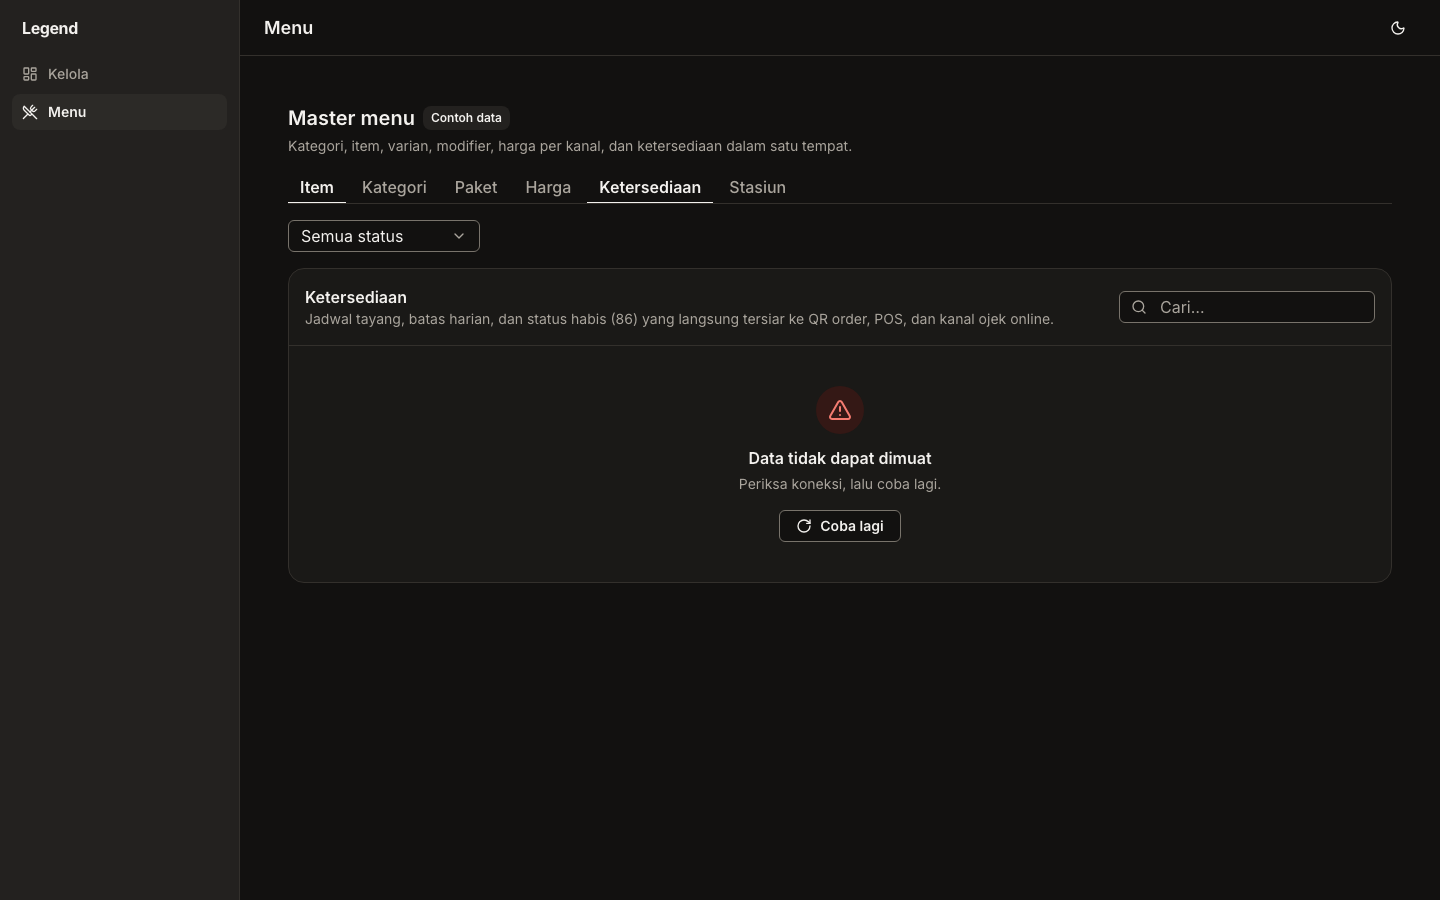 Legend
Kelola
Menu
Menu
Master menu
Contoh data
Kategori, item, varian, modifier, harga per kanal, dan ketersediaan dalam satu tempat.
Item
Kategori
Paket
Harga
Ketersediaan
Stasiun
Semua status
Ketersediaan
Jadwal tayang, batas harian, dan status habis (86) yang langsung tersiar ke QR order, POS, dan kanal ojek online.
Cari...
Data tidak dapat dimuat
Periksa koneksi, lalu coba lagi.
Coba lagi